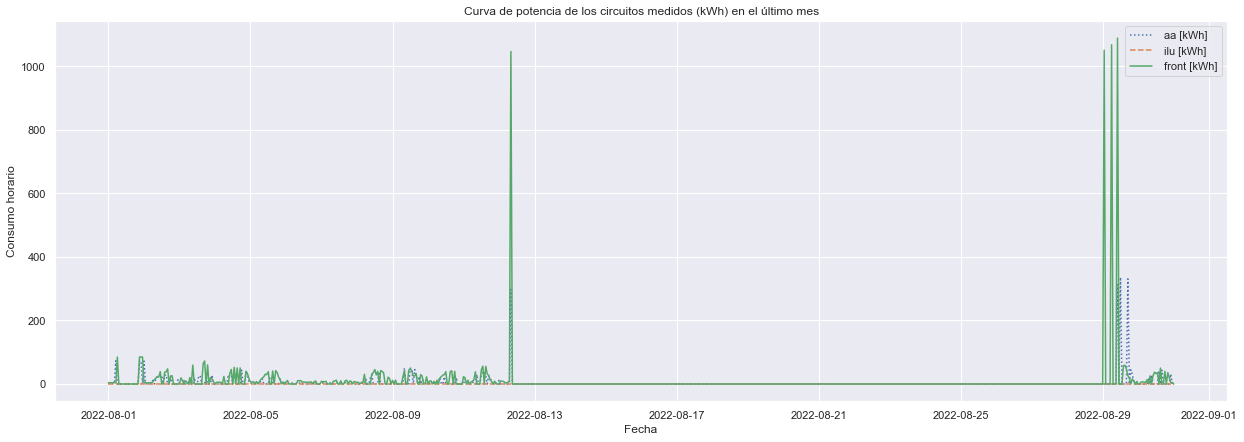 Curva de potencia de los circuitos medidos (kWh) en el último mes
aa [kWh]
ilu [kWh]
front [kWh]
Consumo horario
1000
800
600
400
200
0
2022-08-01
2022-08-05
2022-08-09
2022-08-13
2022-08-17
2022-08-21
2022-08-25
2022-08-29
2022-09-01
Fecha